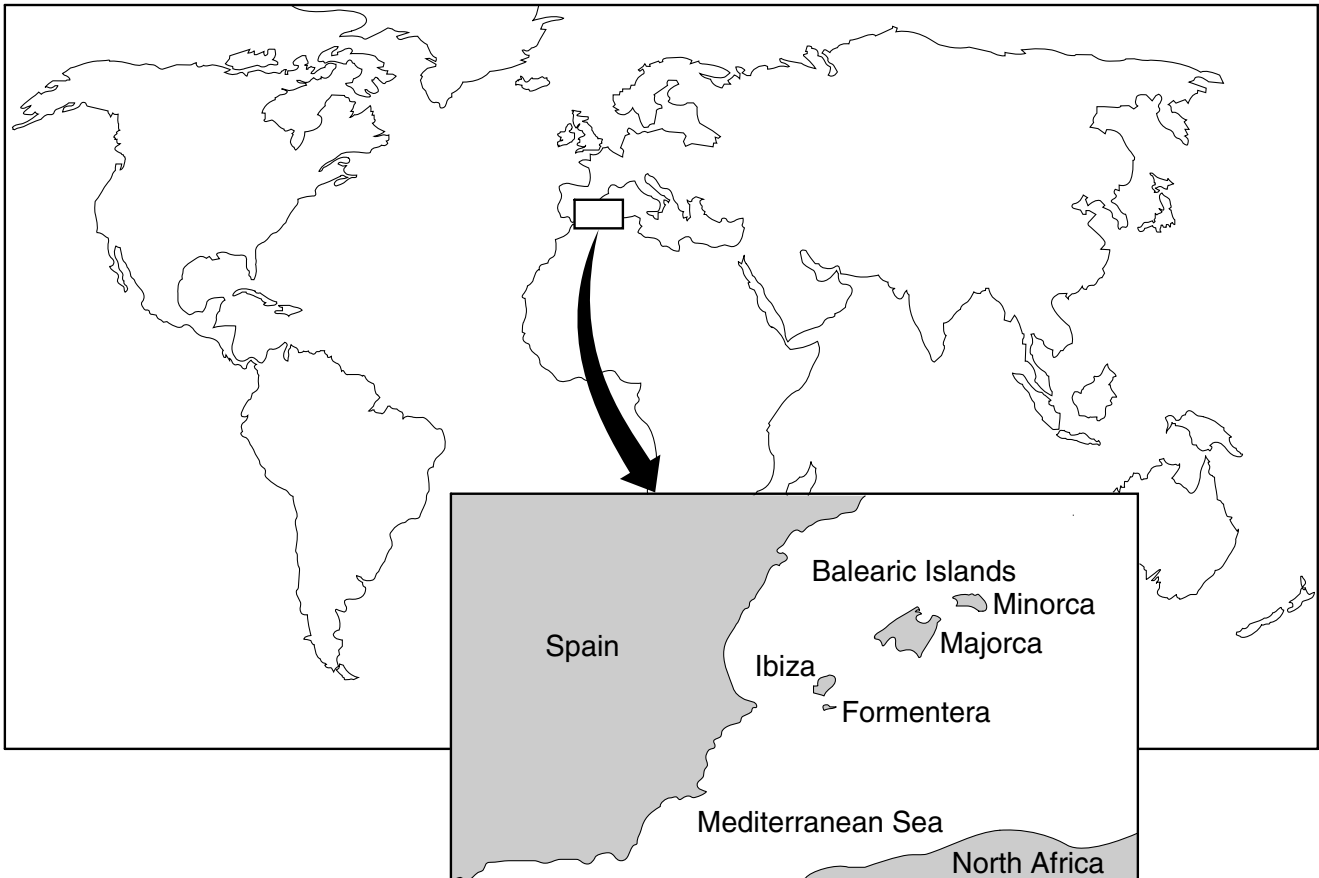 Balearic Islands
Minorca
Majorca
Spain
Ibiza
Formentera
Mediterranean Sea
North Africa